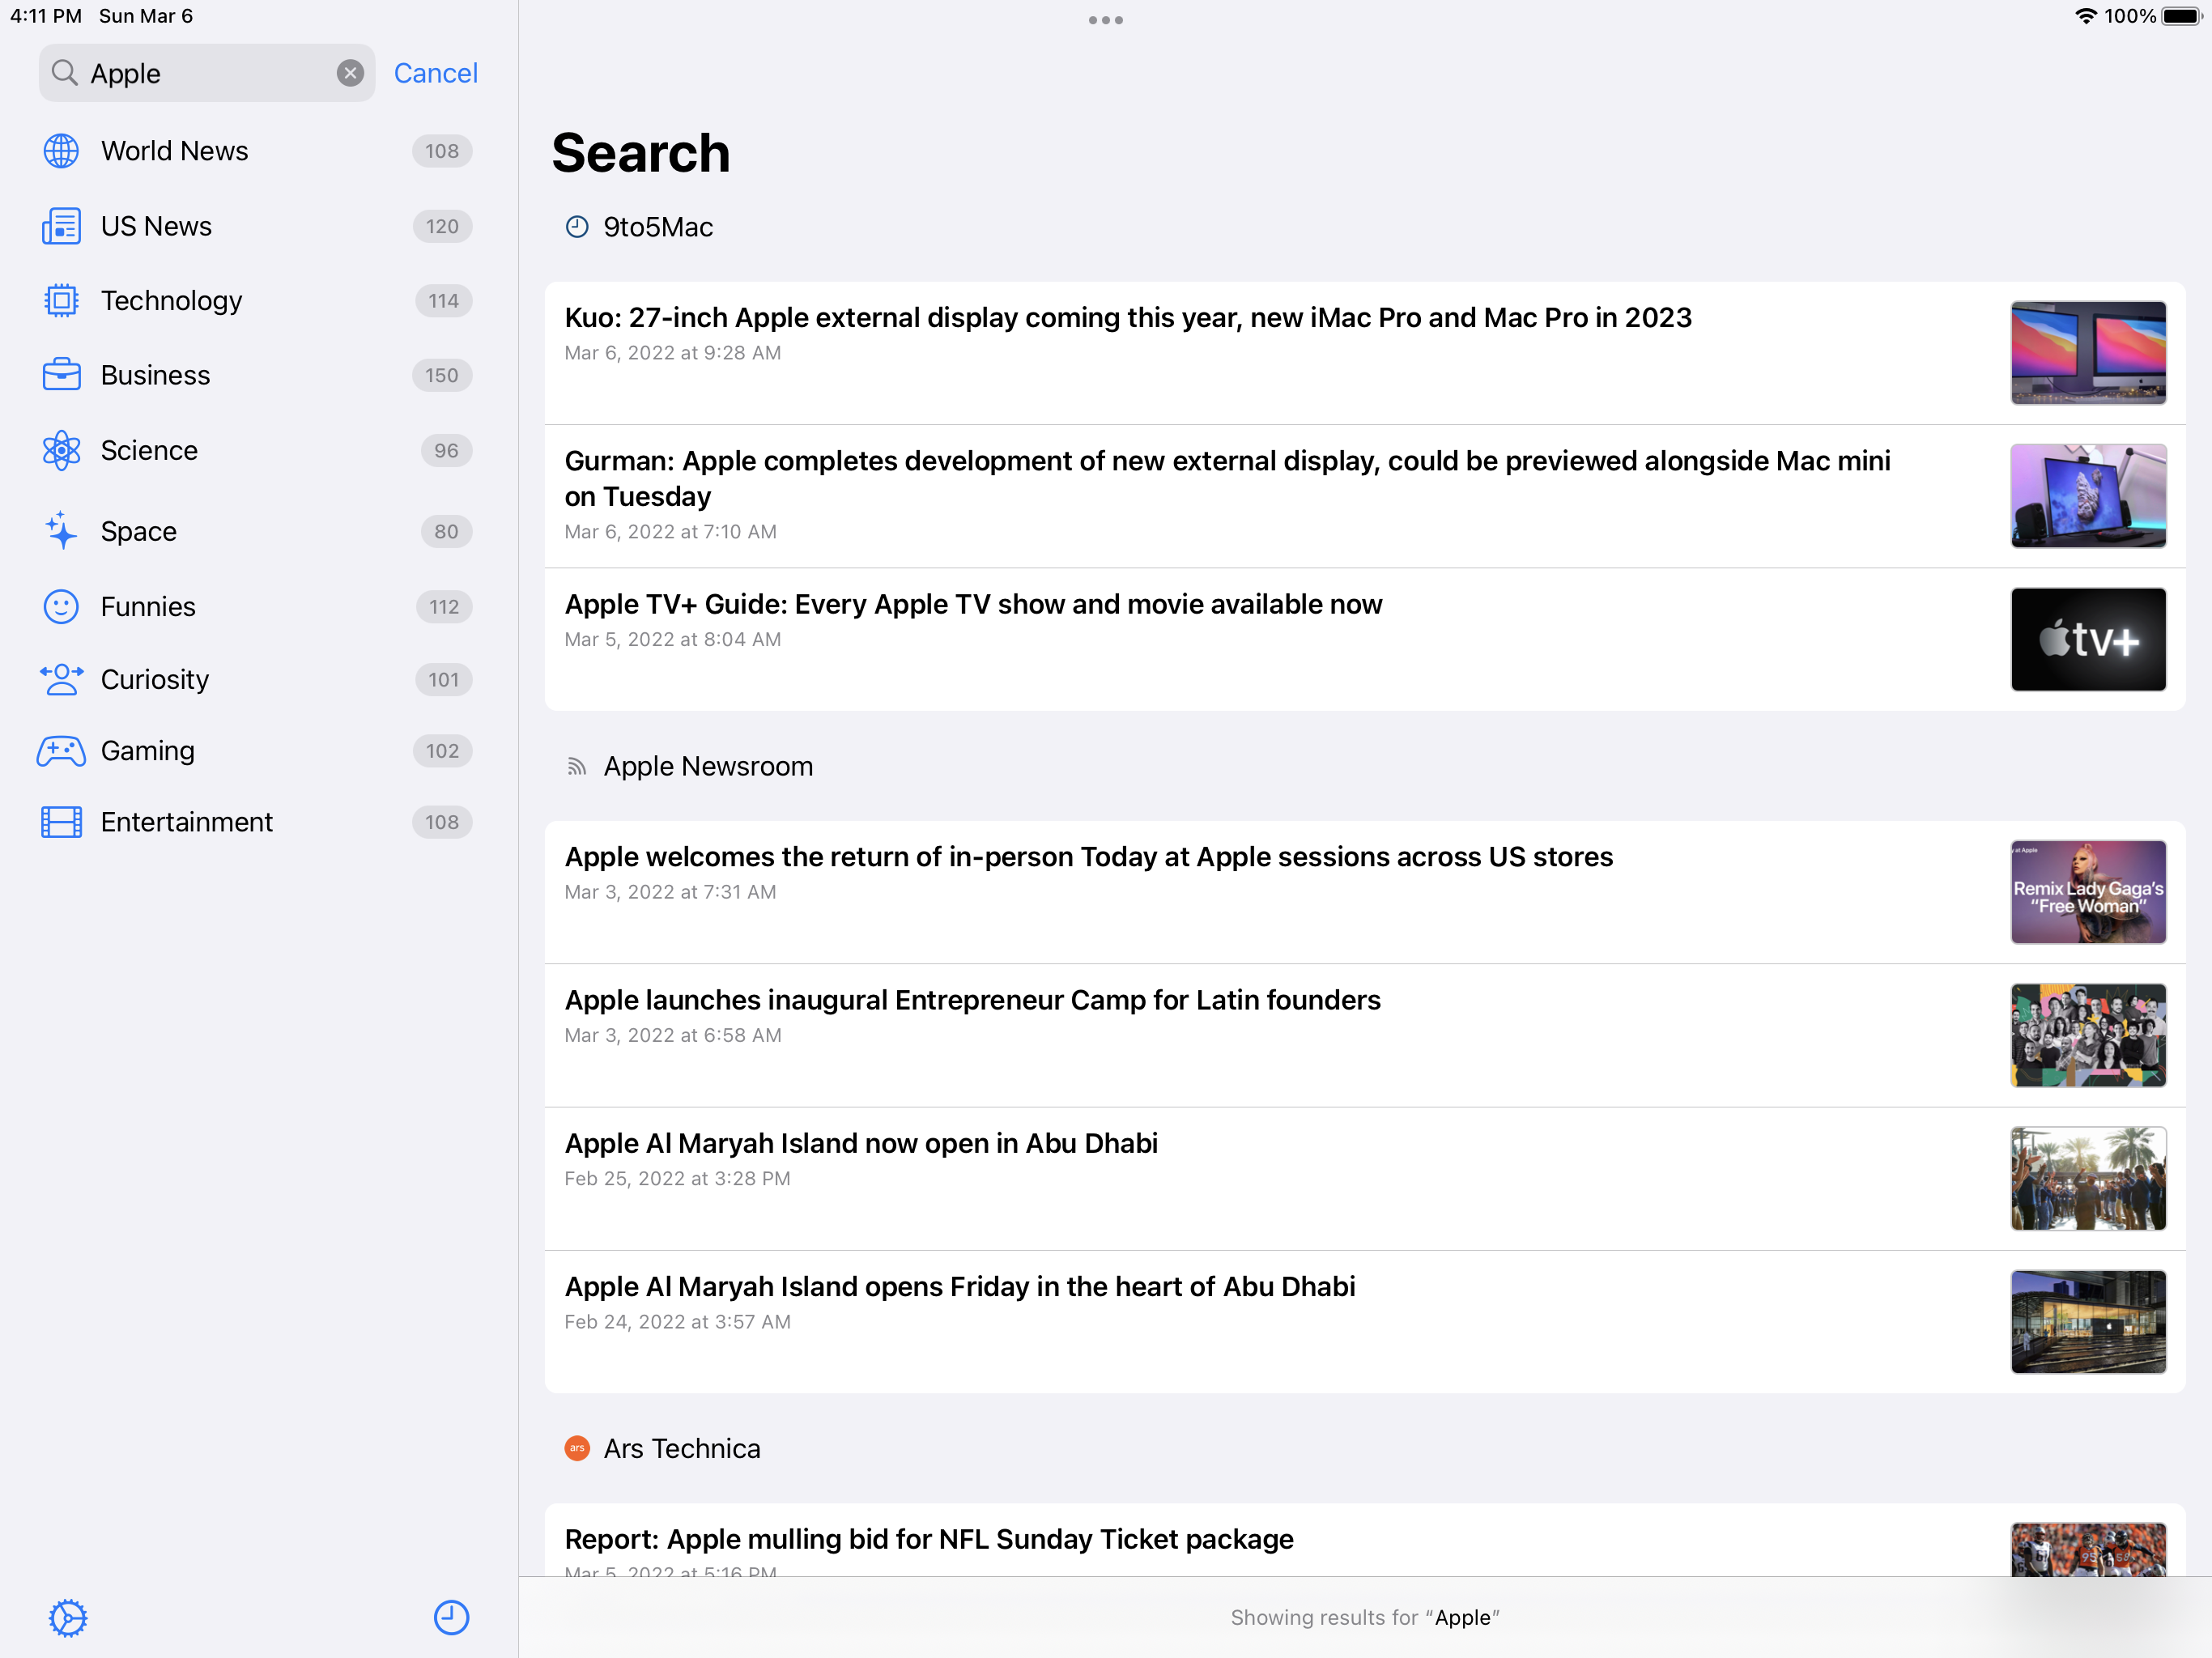 4:11 PM Sun Mar 6
100%
Apple
Cancel
World News 108
US News 120
Technology 114
Business 150
Science 96
Space 80
Funnies 112
Curiosity 101
Gaming 102
Entertainment 108
Search
9to5Mac
Kuo: 27-inch Apple external display coming this year, new iMac Pro and Mac Pro in 2023
Mar 6, 2022 at 9:28 AM
Gurman: Apple completes development of new external display, could be previewed alongside Mac mini
on Tuesday
Mar 6, 2022 at 7:10 AM
Apple TV+ Guide: Every Apple TV show and movie available now
Mar 5, 2022 at 8:04 AM
tv+
Apple Newsroom
Apple welcomes the return of in-person Today at Apple sessions across US stores
Mar 3, 2022 at 7:31 AM
y at Apple
Remix Lady Gaga's
“Free Woman”
Apple launches inaugural Entrepreneur Camp for Latin founders
Mar 3, 2022 at 6:58 AM
Apple Al Maryah Island now open in Abu Dhabi
Feb 25, 2022 at 3:28 PM
Apple Al Maryah Island opens Friday in the heart of Abu Dhabi
Feb 24, 2022 at 3:57 AM
ars
Ars Technica
Report: Apple mulling bid for NFL Sunday Ticket package
Mar 5, 2022 at 5:16 PM
95 58
Showing results for “Apple”